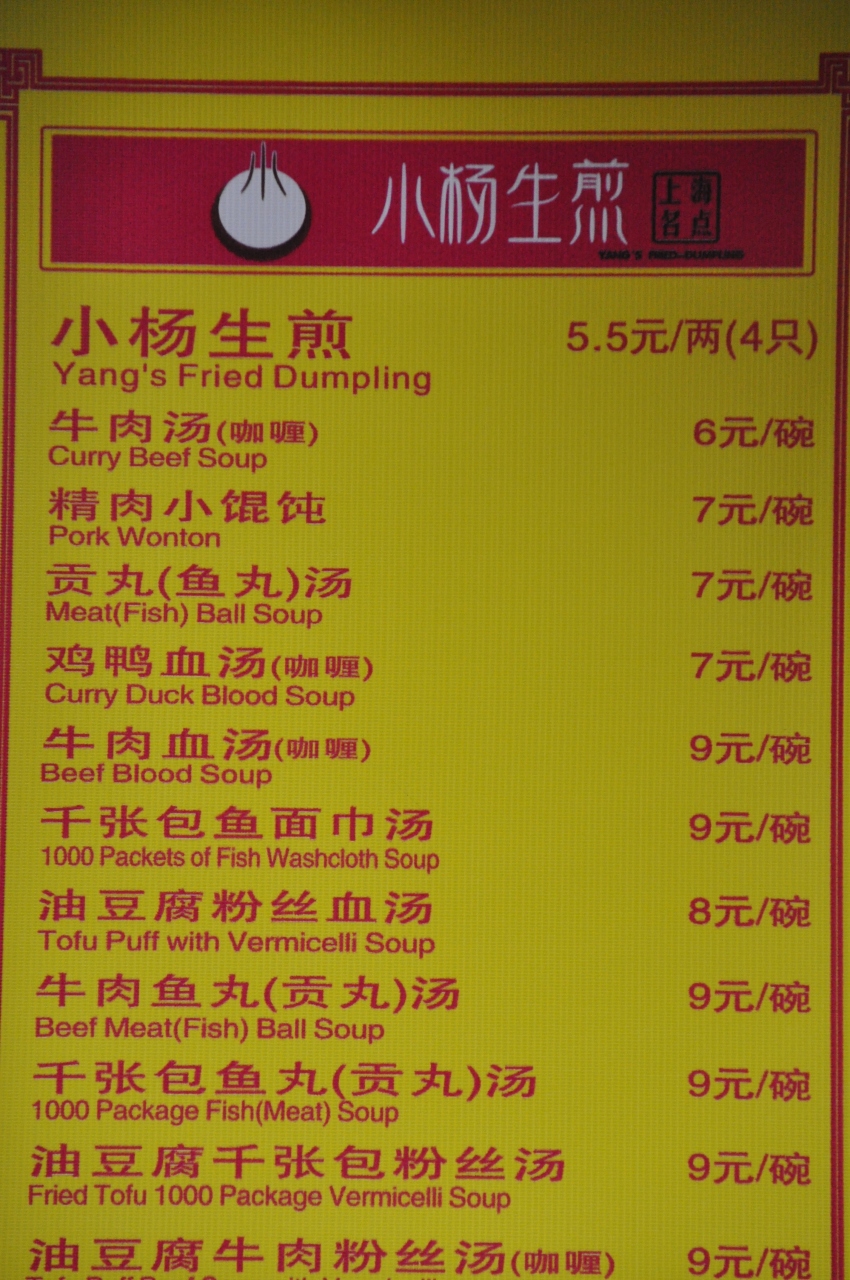 小
小杨生煎
上海
名点
YANG'S FRIED-DUMPLING
小杨生煎 5.5元/两(4只)
Yang's Fried Dumpling
牛肉汤(咖喱) 6元/碗
Curry Beef Soup
精肉小馄饨 7元/碗
Pork Wonton
贡丸(鱼丸)汤 7元/碗
Meat(Fish) Ball Soup
鸡鸭血汤(咖喱) 7元/碗
Curry Duck Blood Soup
牛肉血汤(咖喱) 9元/碗
Beef Blood Soup
千张包鱼面巾汤 9元/碗
1000 Packets of Fish Washcloth Soup
油豆腐粉丝血汤 8元/碗
Tofu Puff with Vermicelli Soup
牛肉鱼丸(贡丸)汤 9元/碗
Beef Meat(Fish) Ball Soup
千张包鱼丸(贡丸)汤 9元/碗
1000 Package Fish(Meat) Soup
油豆腐千张包粉丝汤 9元/碗
Fried Tofu 1000 Package Vermicelli Soup
油豆腐牛肉粉丝汤(咖喱) 9元/碗